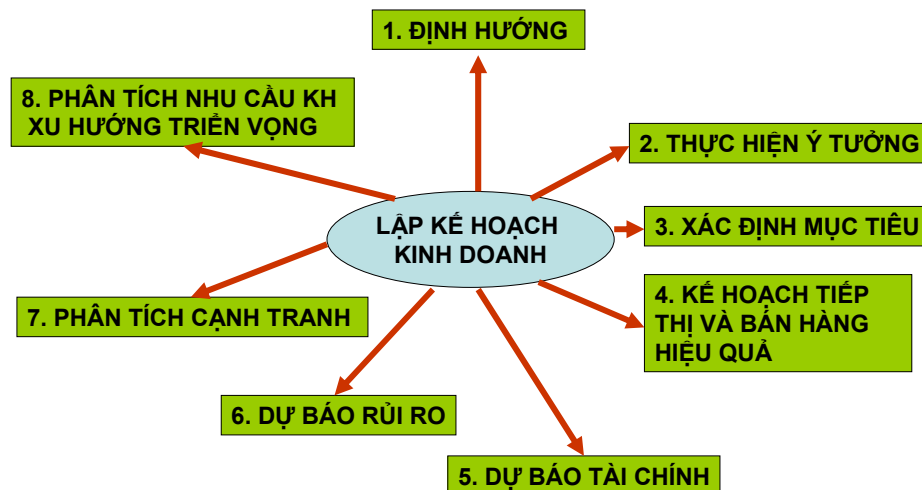 1. ĐỊNH HƯỚNG
8. PHÂN TÍCH NHU CẦU KH
XU HƯỚNG TRIỂN VỌNG
2. THỰC HIỆN Ý TƯỞNG
LẬP KẾ HOẠCH
KINH DOANH
3. XÁC ĐỊNH MỤC TIÊU
4. KẾ HOẠCH TIẾP
THỊ VÀ BÁN HÀNG
HIỆU QUẢ
7. PHÂN TÍCH CẠNH TRANH
6. DỰ BÁO RỦI RO
5. DỰ BÁO TÀI CHÍNH